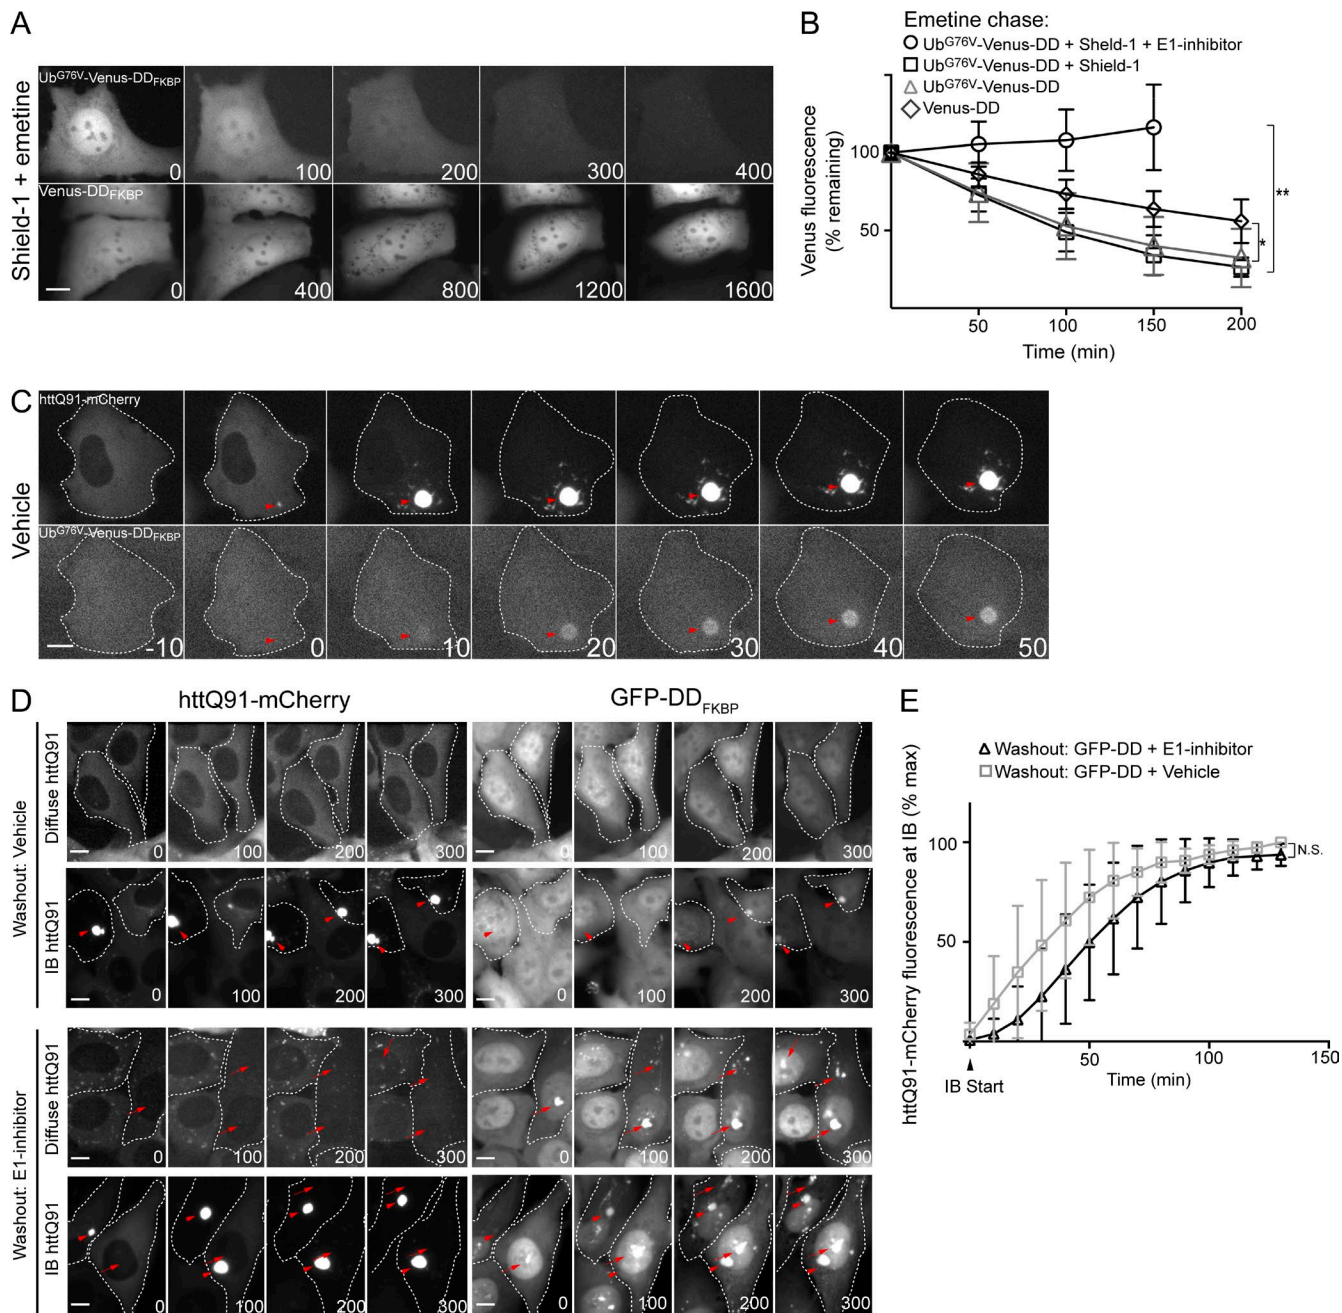 A
Shield-1 + emetine
Ub^G76V-Venus-DD_FKBP
0
100
200
300
400
Venus-DD_FKBP
0
400
800
1200
1600
B
Emetine chase:
Ub^G76V-Venus-DD + Sheld-1 + E1-inhibitor
Ub^G76V-Venus-DD + Shield-1
Ub^G76V-Venus-DD
Venus-DD
Venus fluorescence
(% remaining)
100
50
**
*
50
100
150
200
Time (min)
C
Vehicle
httQ91-mCherry
Ub^G76V-Venus-DD_FKBP
-10
0
10
20
30
40
50
D
httQ91-mCherry
GFP-DD_FKBP
Washout: Vehicle
Diffuse httQ91
0
100
200
300
0
100
200
300
IB httQ91
0
100
200
300
0
100
200
300
Washout: E1-inhibitor
Diffuse httQ91
0
100
200
300
0
100
200
300
IB httQ91
0
100
200
300
0
100
200
300
E
Washout: GFP-DD + E1-inhibitor
Washout: GFP-DD + Vehicle
httQ91-mCherry fluorescence at IB (% max)
100
50
N.S.
50
100
150
IB Start
Time (min)